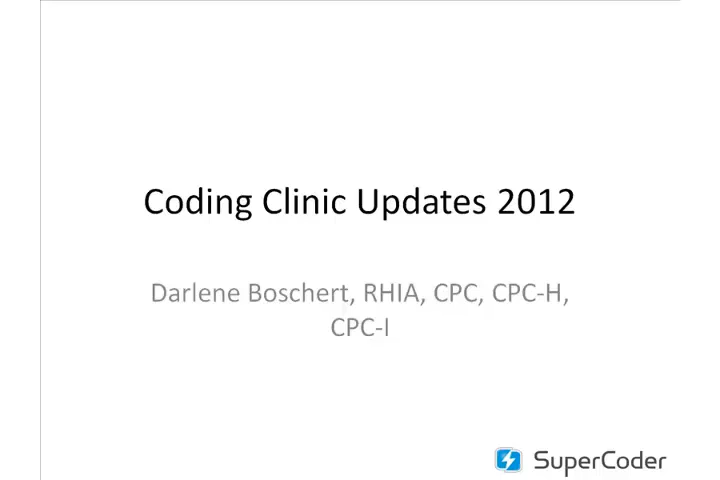 Coding Clinic Updates 2012
Darlene Boschert, RHIA, CPC, CPC-H,
CPC-I
SuperCoder